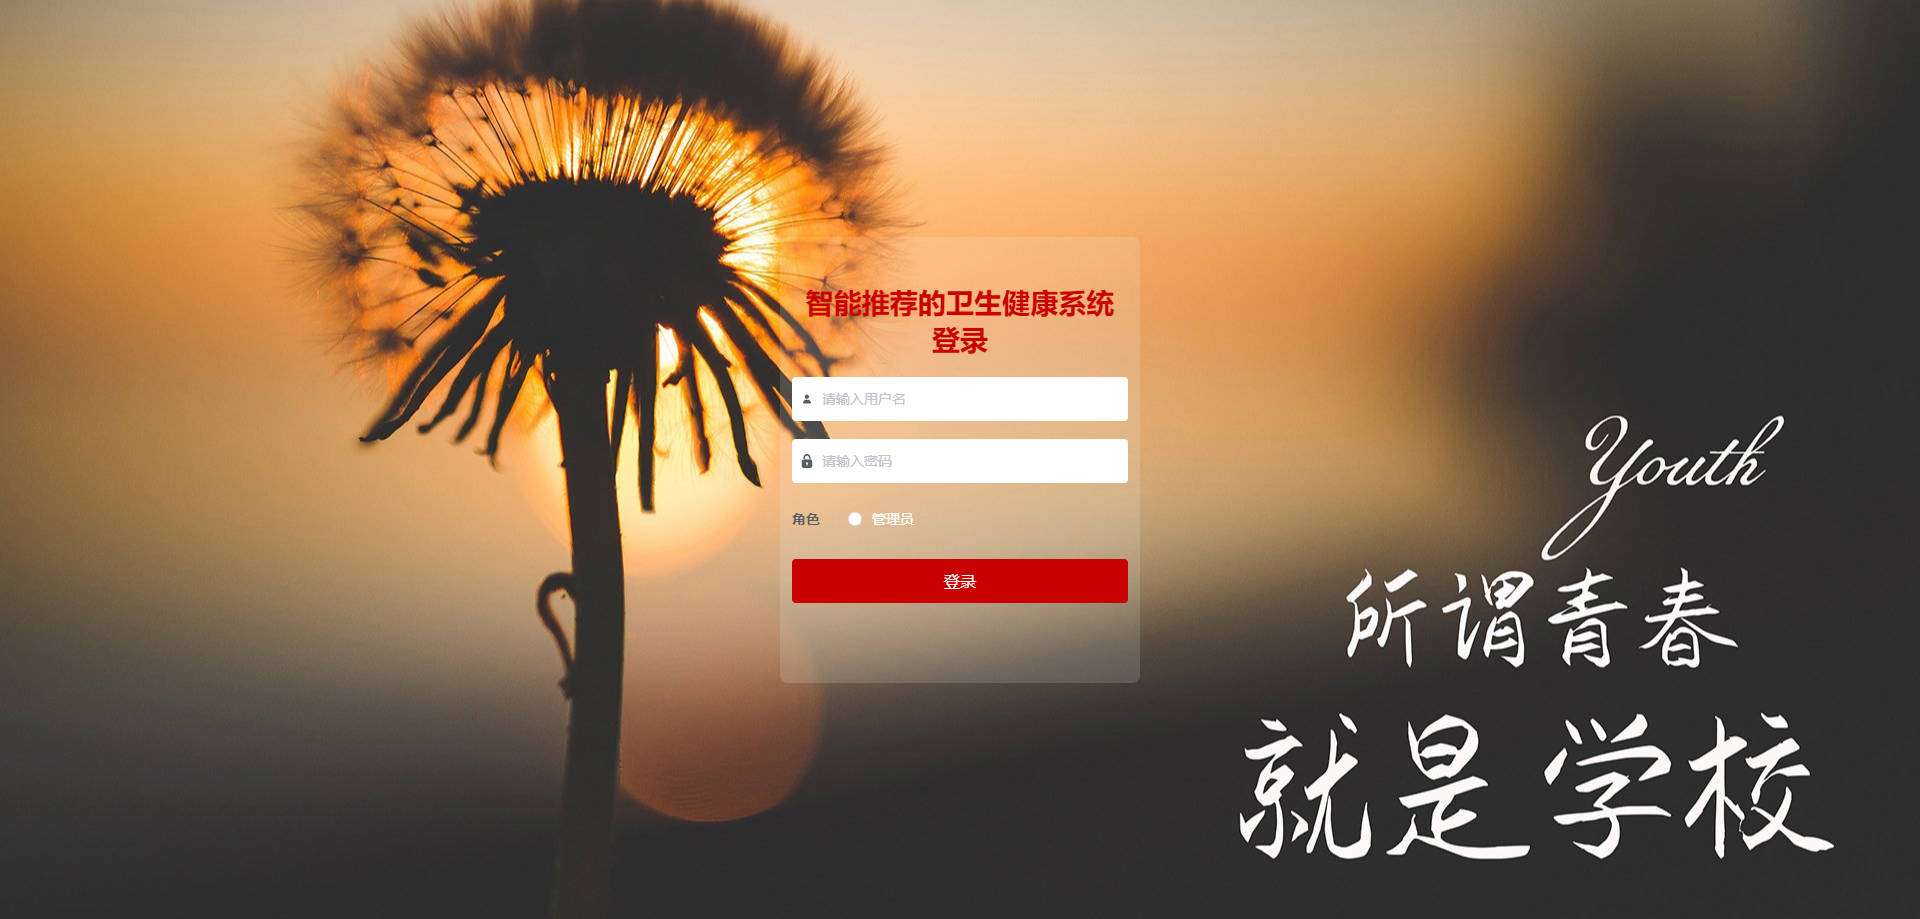 智能推荐的卫生健康系统
登录
请输入用户名
请输入密码
角色 管理员
登录
Youth
所谓青春
就是学校